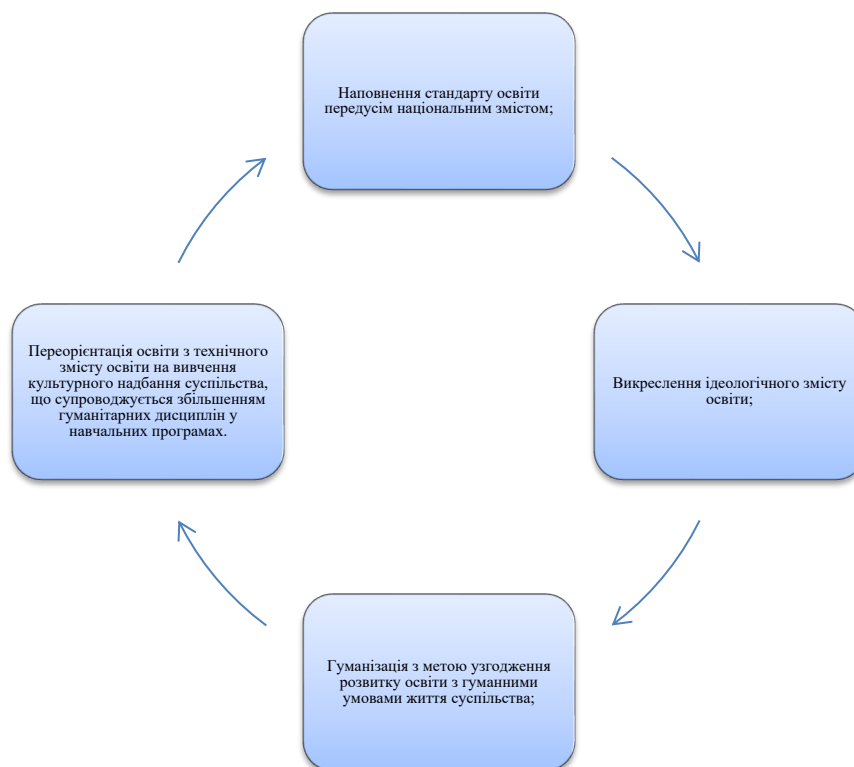 Наповнення стандарту освіти
передусім національним змістом;
Викреслення ідеологічного змісту
освіти;
Гуманізація з метою узгодження
розвитку освіти з гуманними
умовами життя суспільства;
Переорієнтація освіти з технічного
змісту освіти на вивчення
культурного надбання суспільства,
що супроводжується збільшенням
гуманітарних дисциплін у
навчальних програмах.